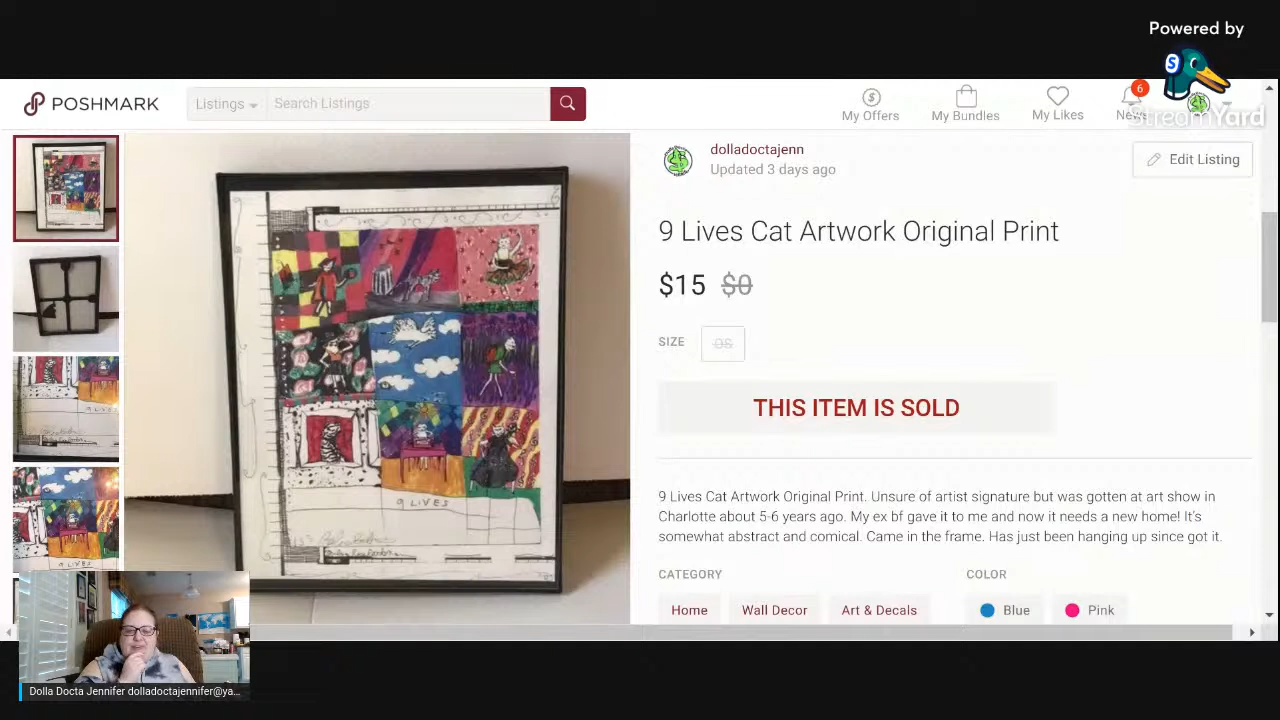 Powered by
StreamYard
POSHMARK
Listings
Search Listings
My Offers
My Bundles
My Likes
6
dolladoctajenn
Updated 3 days ago
Edit Listing
9 Lives Cat Artwork Original Print
$15 $0
SIZE
OS
THIS ITEM IS SOLD
9 Lives Cat Artwork Original Print. Unsure of artist signature but was gotten at art show in
Charlotte about 5-6 years ago. My ex bf gave it to me and now it needs a new home! It's
somewhat abstract and comical. Came in the frame. Has just been hanging up since got it.
CATEGORY
COLOR
Home
Wall Decor
Art & Decals
Blue
Pink
9 LIVES
9 LIVES
9 LIVES
Dolla Docta Jennifer dolladoctajennifer@ya...